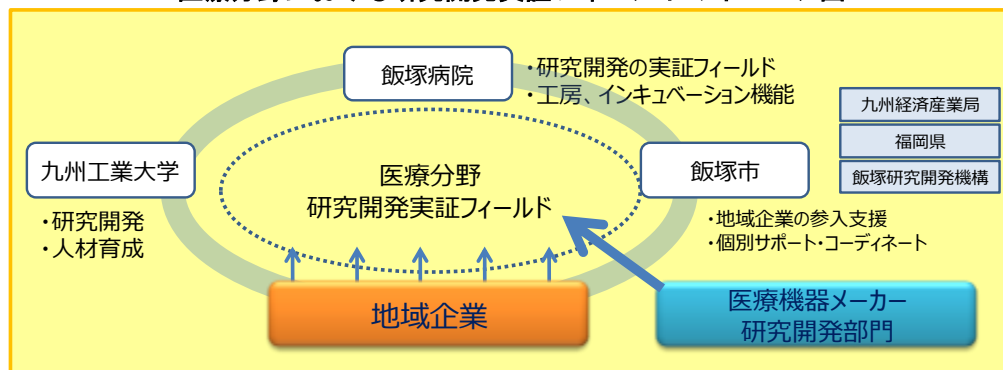 飯塚病院
・研究開発の実証フィールド
・工房、インキュベーション機能
九州経済産業局
福岡県
飯塚研究開発機構
九州工業大学
・研究開発
・人材育成
医療分野
研究開発実証フィールド
飯塚市
・地域企業の参入支援
・個別サポート・コーディネート
地域企業
医療機器メーカー
研究開発部門